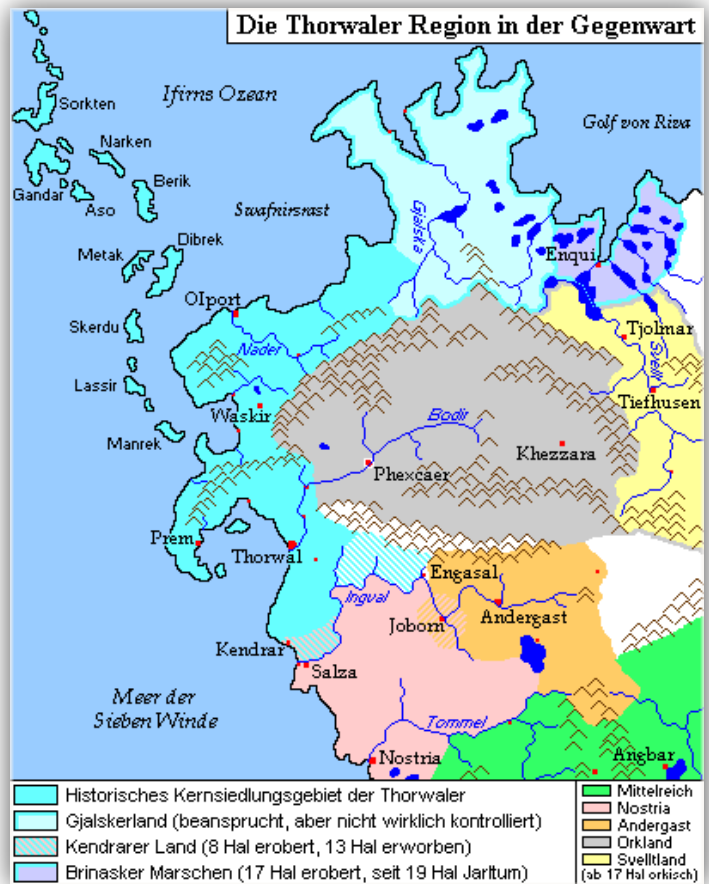 Die Thorwaler Region in der Gegenwart
Ifirns Ozean
Golf von Riva
Sorkten
Narken
Gandar
Aso
Berik
Swafnirsrast
Gjalska
Metak
Dibrek
Enqui
Olport
Skerdu
Nader
Tjolmar
Svellt
Lassir
Waskir
Tiefhusen
Manrek
Bodir
Phexcaer
Khezzara
Prem
Thorwal
Engasal
Ingval
Joborn
Andergast
Kendrar
Salza
Meer der
Sieben Winde
Tommel
Nostria
Angbar
Historisches Kernsiedlungsgebiet der Thorwaler
Gjalskerland (beansprucht, aber nicht wirklich kontrolliert)
Kendrarer Land (8 Hal erobert, 13 Hal erworben)
Brinasker Marschen (17 Hal erobert, seit 19 Hal Jarltum)
Mittelreich
Nostria
Andergast
Orkland
Svelltland
(ab 17 Hal orkisch)